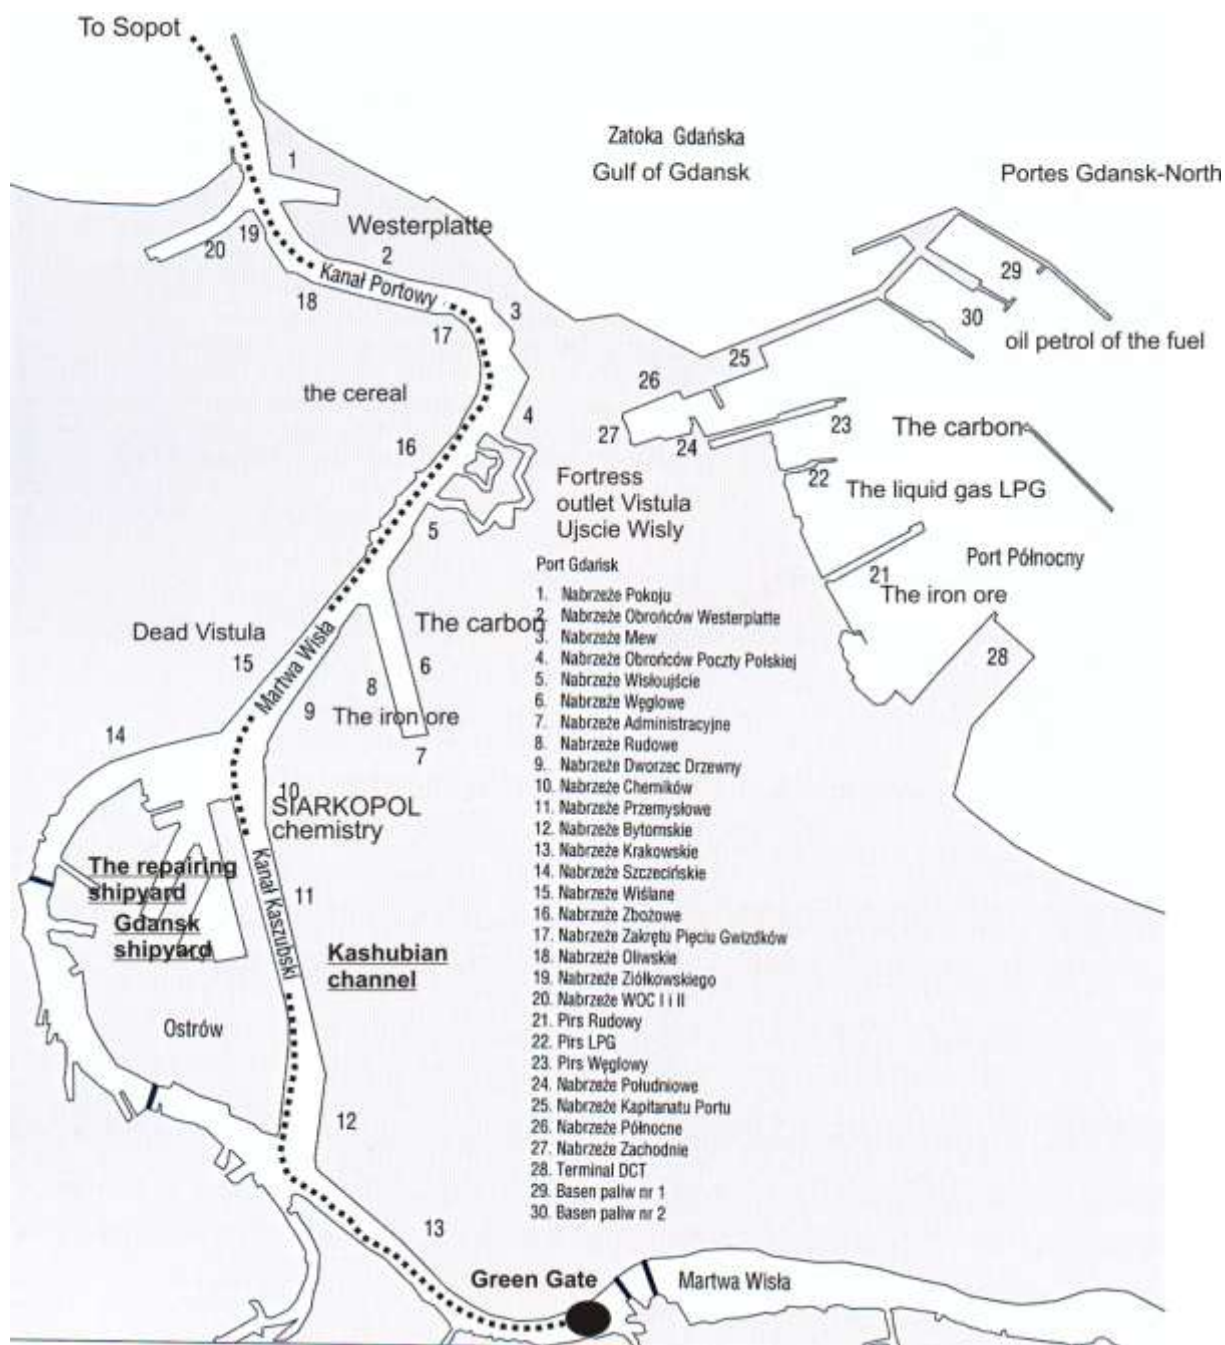 To Sopot
Zatoka Gdańska
Gulf of Gdansk
Portes Gdansk-North
1
Westerplatte
19
20
2
Kanał Portowy
18
29
30
3
17
oil petrol of the fuel
25
26
the cereal
4
23
27
24
The carbon
16
22
Fortress
outlet Vistula
Ujscie Wisly
The liquid gas LPG
5
Port Północny
21
The iron ore
Port Gdańsk
1. Nabrzeże Pokoju
2. Nabrzeże Obrońców Westerplatte
3. Nabrzeże Mew
4. Nabrzeże Obrońców Poczty Polskiej
5. Nabrzeże Wisłoujście
6. Nabrzeże Węglowe
7. Nabrzeże Administracyjne
8. Nabrzeże Rudowe
9. Nabrzeże Dworzec Drzewny
10. Nabrzeże Chemików
11. Nabrzeże Przemysłowe
12. Nabrzeże Bytomskie
13. Nabrzeże Krakowskie
14. Nabrzeże Szczecińskie
15. Nabrzeże Wiślane
16. Nabrzeże Zbożowe
17. Nabrzeże Zakrętu Pięciu Gwizdków
18. Nabrzeże Oliwskie
19. Nabrzeże Ziółkowskiego
20. Nabrzeże WOC I i II
21. Pirs Rudowy
22. Pirs LPG
23. Pirs Węglowy
24. Nabrzeże Południowe
25. Nabrzeże Kapitanatu Portu
26. Nabrzeże Północne
27. Nabrzeże Zachodnie
28. Terminal DCT
29. Basen paliw nr 1
30. Basen paliw nr 2
28
Dead Vistula
The carbon
15
Martwa Wisła
6
8
9
The iron ore
14
7
10
SIARKOPOL
chemistry
The repairing
shipyard
Kanał Kaszubski
11
Gdansk
shipyard
Kashubian
channel
Ostrów
12
13
Green Gate
Martwa Wisła